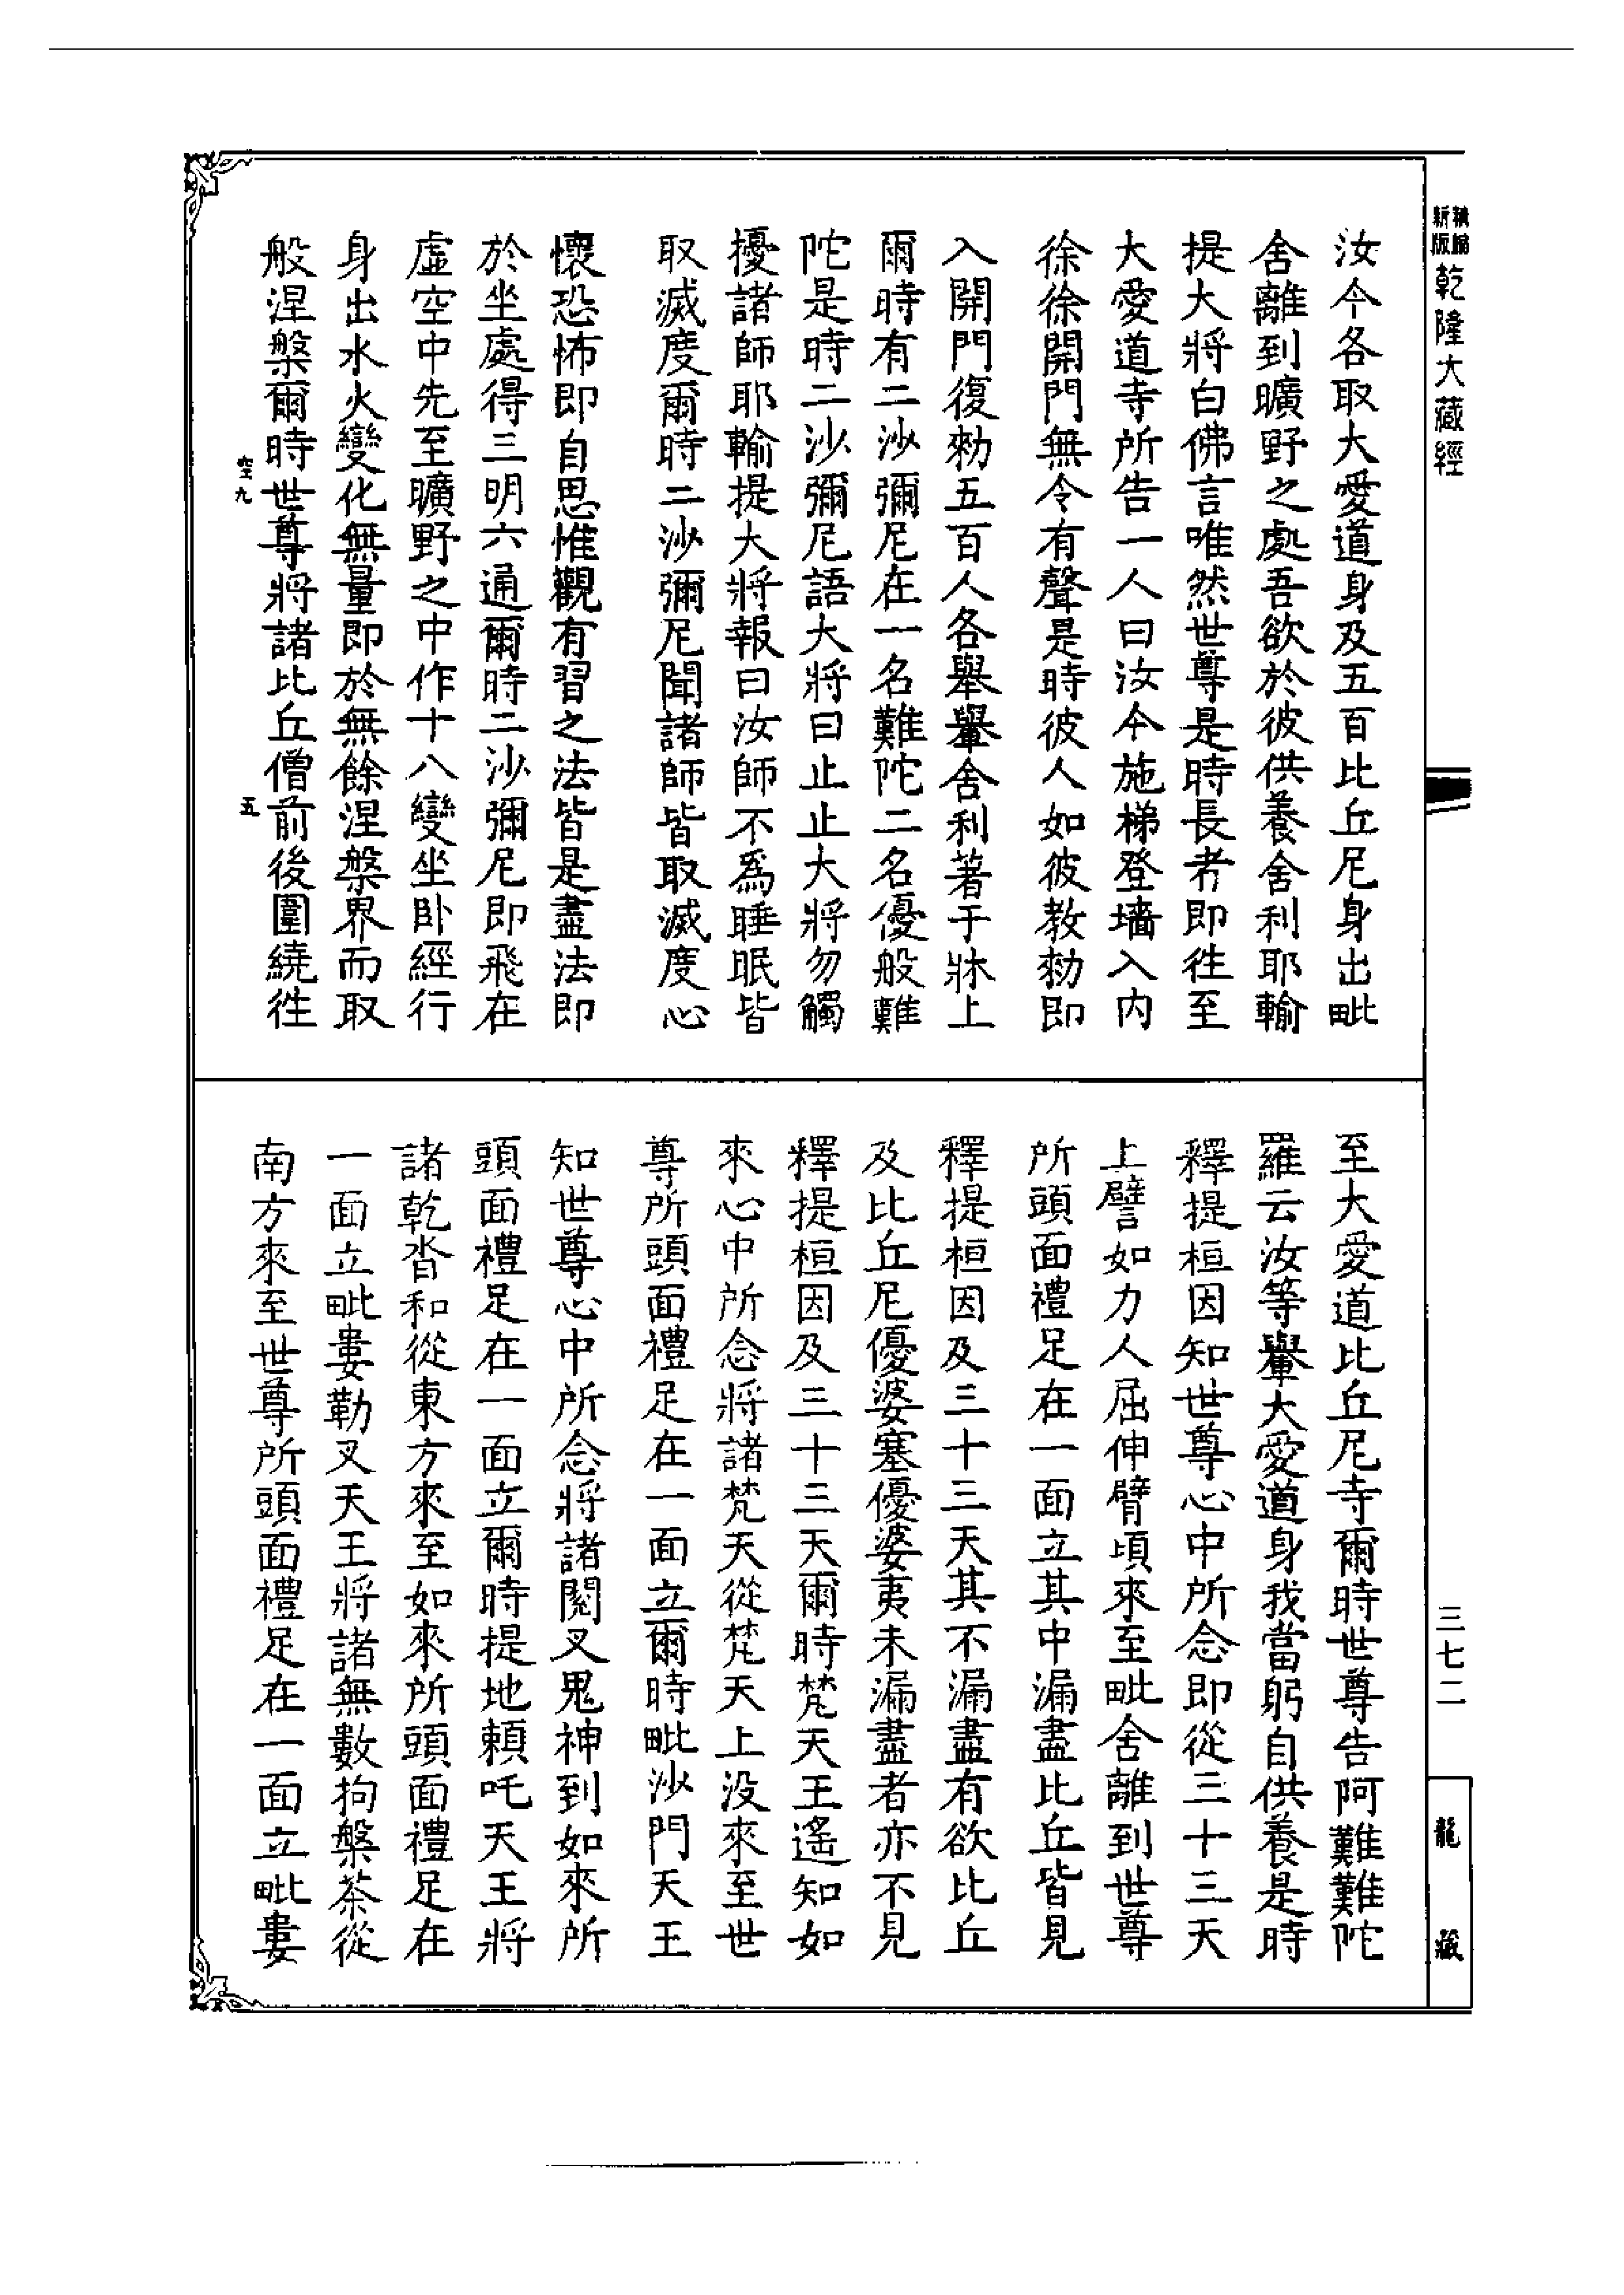 新版 乾隆大藏經
汝今各取大愛道身及五百比丘尼身出毗
舍離到曠野之處吾欲於彼供養舍利耶輸
提大將白佛言唯然世尊是時長者即徃至
大愛道寺所告一人曰汝今施梯登墻入内
徐徐開門無令有聲是時彼人如彼教勑即
入開門復勑五百人各舉轝舍利著于牀上
爾時有二沙彌尼在一名難陀二名優般難
陀是時二沙彌尼語大將曰止止大將勿觸
擾諸師耶輸提大將報曰汝師不爲睡眠皆
取滅度爾時二沙彌尼聞諸師皆取滅度心
懷恐怖即自思惟觀有習之法皆是盡法即
於坐處得三明六通爾時二沙彌尼即飛在
虛空中先至曠野之中作十八變坐卧經行
身出水火變化無量即於無餘涅槃界而取
般涅槃爾時世尊將諸比丘僧前後圍繞徃
空九
五
至大愛道比丘尼寺爾時世尊告阿難難陀
羅云汝等轝大愛道身我當躬自供養是時
釋提桓因知世尊心中所念即從三十三天
上譬如力人屈伸臂頃來至毗舍離到世尊
所頭面禮足在一面立其中漏盡比丘皆見
釋提桓因及三十三天其不漏盡有欲比丘
及比丘尼優婆塞優婆夷未漏盡者亦不見
釋提桓因及三十三天爾時梵天王遙知如
來心中所念將諸梵天從梵天上没來至世
尊所頭面禮足在一面立爾時毗沙門天王
知世尊心中所念將諸閱叉鬼神到如來所
頭面禮足在一面立爾時提地賴吒天王將
諸乾沓和從東方來至如來所頭面禮足在
一面立毗婁勒叉天王將諸無數拘槃茶從
南方來至世尊所頭面禮足在一面立毗婁
三七二
龍藏